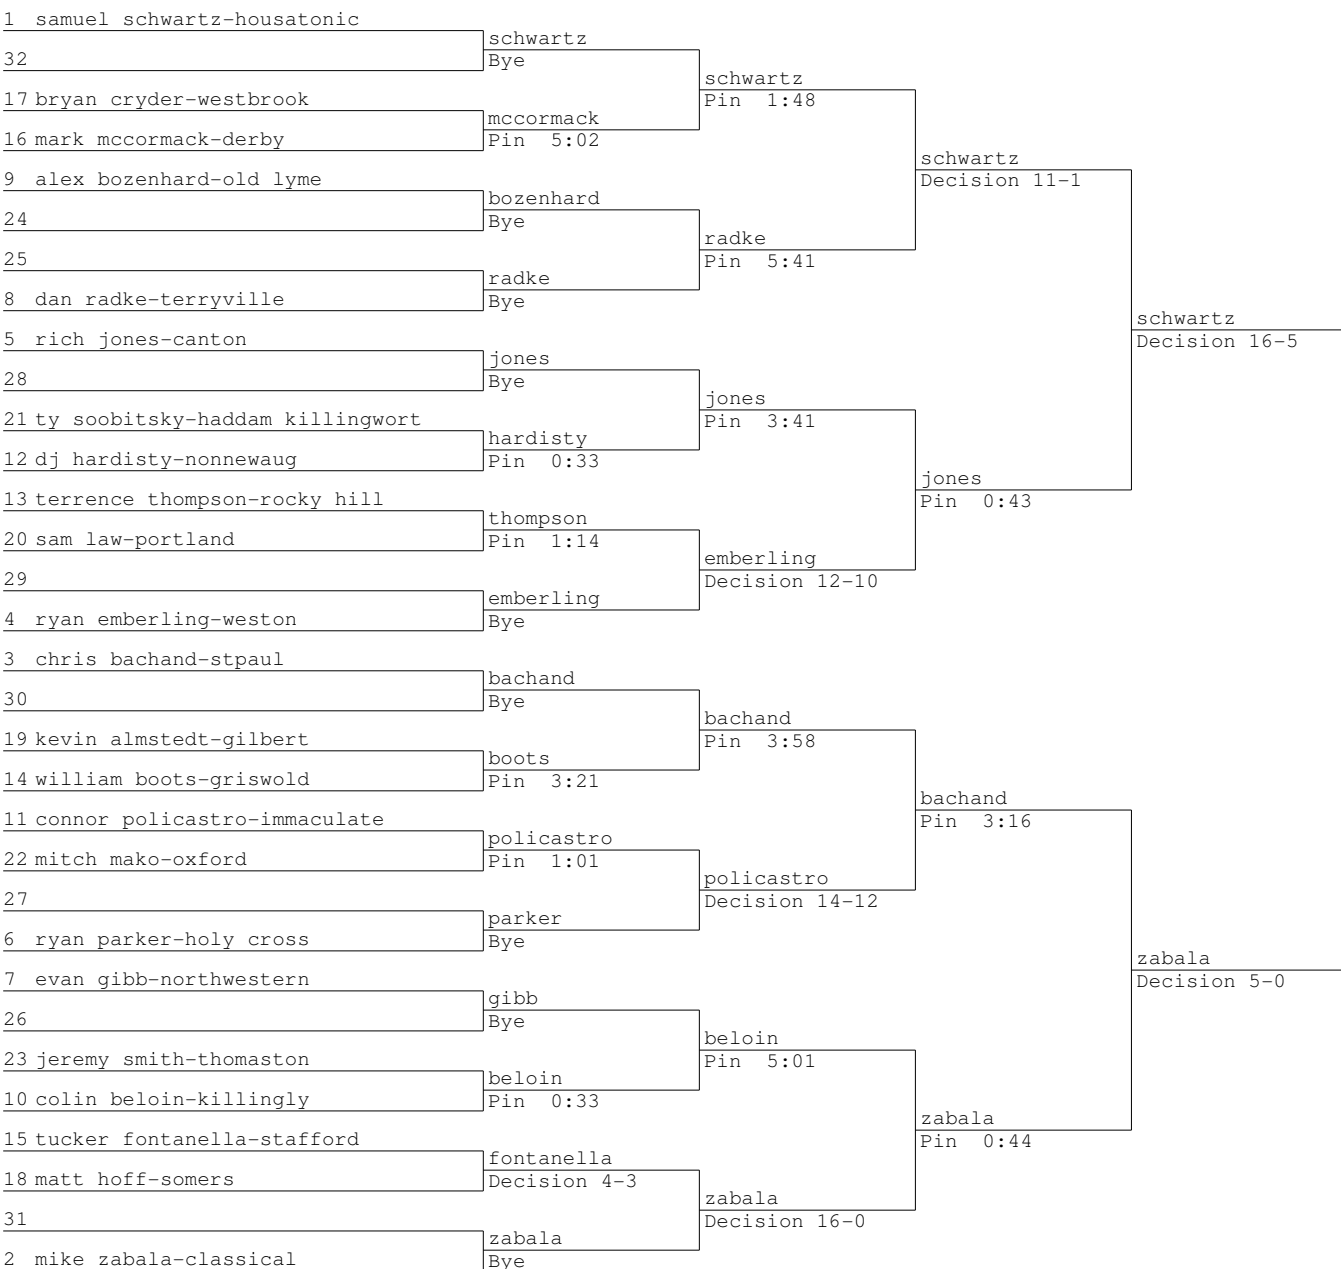 1 samuel schwartz-housatonic
32
17 bryan cryder-westbrook
16 mark mccormack-derby
9 alex bozenhard-old lyme
24
25
8 dan radke-terryville
5 rich jones-canton
28
21 ty soobitsky-haddam killingwort
12 dj hardisty-nonnewaug
13 terrence thompson-rocky hill
20 sam law-portland
29
4 ryan emberling-weston
3 chris bachand-stpaul
30
19 kevin almstedt-gilbert
14 william boots-griswold
11 connor policastro-immaculate
22 mitch mako-oxford
27
6 ryan parker-holy cross
7 evan gibb-northwestern
26
23 jeremy smith-thomaston
10 colin beloin-killingly
15 tucker fontanella-stafford
18 matt hoff-somers
31
2 mike zabala-classical
schwartz
Bye
mccormack
Pin 5:02
bozenhard
Bye
radke
Bye
jones
Bye
hardisty
Pin 0:33
thompson
Pin 1:14
emberling
Bye
bachand
Bye
boots
Pin 3:21
policastro
Pin 1:01
parker
Bye
gibb
Bye
beloin
Pin 0:33
fontanella
Decision 4-3
zabala
Bye
schwartz
Pin 1:48
radke
Pin 5:41
jones
Pin 3:41
emberling
Decision 12-10
bachand
Pin 3:58
policastro
Decision 14-12
beloin
Pin 5:01
zabala
Decision 16-0
schwartz
Decision 11-1
jones
Pin 0:43
bachand
Pin 3:16
zabala
Pin 0:44
schwartz
Decision 16-5
zabala
Decision 5-0